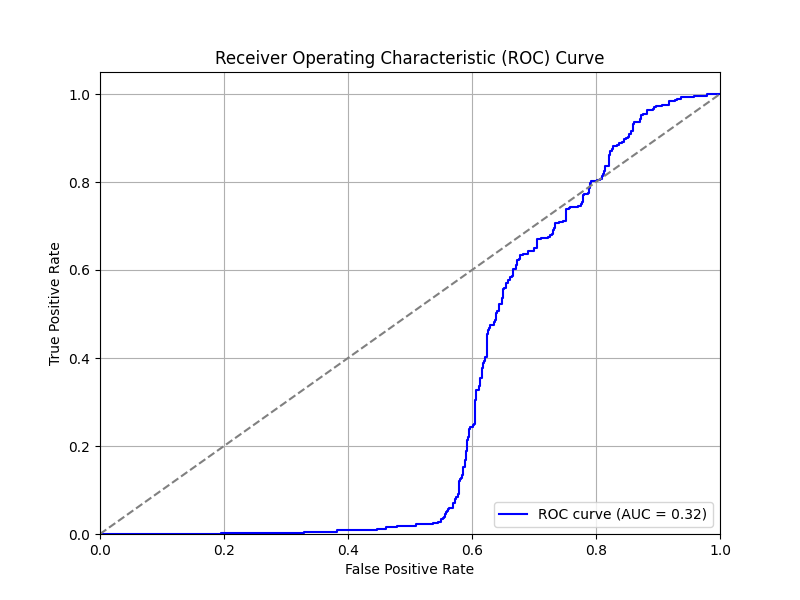 Receiver Operating Characteristic (ROC) Curve
True Positive Rate
1.0
0.8
0.6
0.4
0.2
0.0
ROC curve (AUC = 0.32)
0.0 0.2 0.4 0.6 0.8 1.0
False Positive Rate